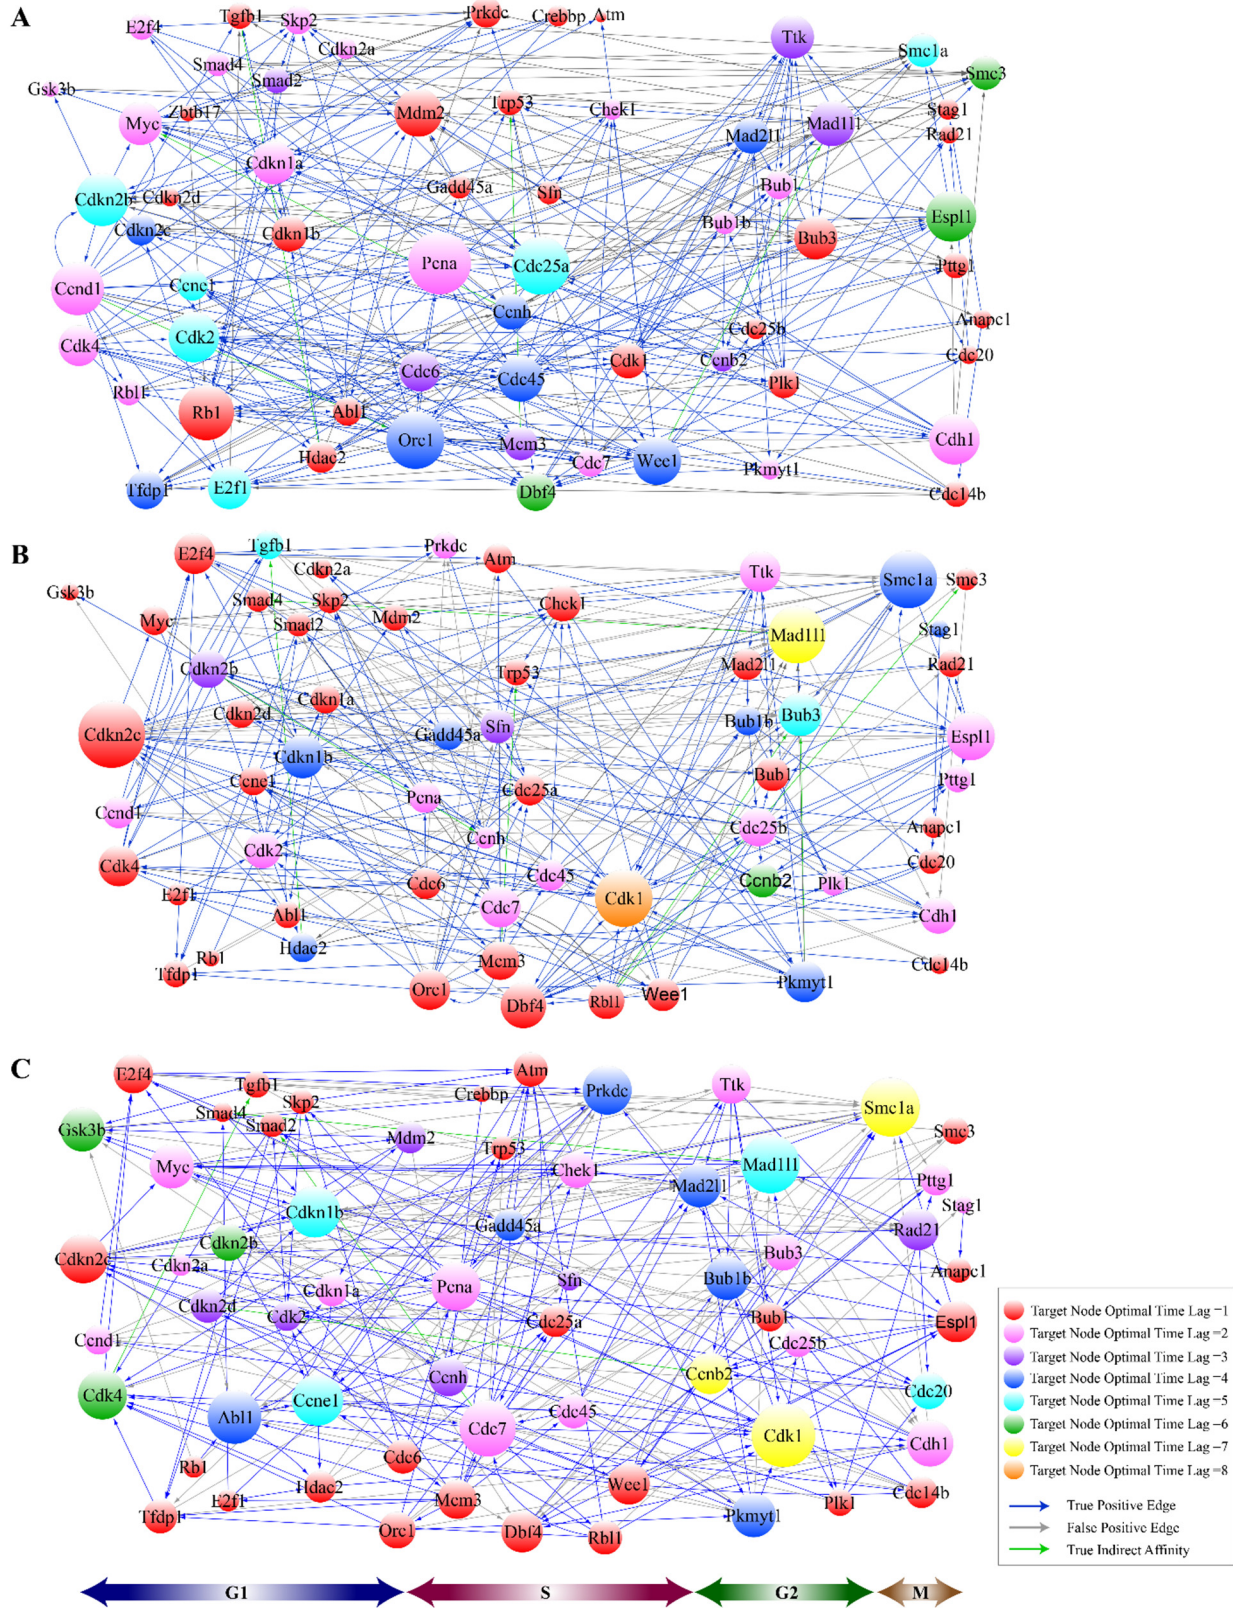 A
E2f4
Tgfb1
Skp2
Prkdc
Crebbp
Atm
Ttk
Smc1a
Cdkn2a
Smad4
Smad2
Smc3
Gsk3b
Zbtb17
Myc
Mdm2
Trp53
Chek1
Mad1l1
Stag1
Mad2l1
Rad21
Cdkn1a
Gadd45a
Sfn
Bub1
Cdkn2b
Cdkn2d
Cdkn2c
Cdkn1b
Bub1b
Bub3
Espl1
Pcna
Cdc25a
Pttg1
Ccnd1
Ccne1
Ccnh
Anapc1
Cdc25b
Cdk2
Cdk4
Cdk1
Ccnb2
Cdc20
Cdc6
Cdc45
Plk1
Rbl1
Rb1
Abl1
Orc1
Mcm3
Cdh1
Hdac2
Cdc7
Wee1
Pkmyt1
Tfdp1
E2f1
Dbf4
Cdc14b
B
E2f4
Tgfb1
Prkdc
Atm
Cdkn2a
Ttk
Smc1a
Smc3
Gsk3b
Smad4
Skp2
Chek1
Myc
Smad2
Mdm2
Mad1l1
Stag1
Cdkn2b
Trp53
Mad2l1
Rad21
Cdkn1a
Cdkn2d
Cdkn2c
Gadd45a
Sfn
Bub1b
Bub3
Espl1
Cdkn1b
Ccne1
Bub1
Pttg1
Pcna
Cdc25a
Ccnd1
Ccnh
Cdc25b
Anapc1
Cdk2
Cdk4
Cdc20
Cdc6
Cdc45
Ccnb2
Plk1
E2f1
Cdk1
Cdc7
Abl1
Cdh1
Hdac2
Rb1
Tfdp1
Mcm3
Cdc14b
Orc1
Pkmyt1
Dbf4
Rbl1
Wee1
C
E2f4
Tgfb1
Atm
Crebbp
Prkdc
Ttk
Skp2
Smad4
Smad2
Smc1a
Gsk3b
Mdm2
Trp53
Smc3
Myc
Chek1
Mad1l1
Mad2l1
Pttg1
Stag1
Cdkn1b
Gadd45a
Rad21
Cdkn2b
Bub3
Cdkn2c
Cdkn2a
Bub1b
Anapc1
Cdkn1a
Pcna
Sfn
Cdkn2d
Cdk2
Cdc25a
Bub1
Espl1
Ccnd1
Cdc25b
Ccnh
Ccnb2
Cdk4
Ccne1
Cdc20
Abl1
Cdc7
Cdc45
Cdk1
Cdh1
Rb1
Cdc6
Hdac2
Wee1
Cdc14b
E2f1
Mcm3
Plk1
Tfdp1
Orc1
Dbf4
Rbl1
Pkmyt1
Target Node Optimal Time Lag =1
Target Node Optimal Time Lag =2
Target Node Optimal Time Lag =3
Target Node Optimal Time Lag =4
Target Node Optimal Time Lag =5
Target Node Optimal Time Lag =6
Target Node Optimal Time Lag =7
Target Node Optimal Time Lag =8
True Positive Edge
False Positive Edge
True Indirect Affinity
G1
S
G2
M